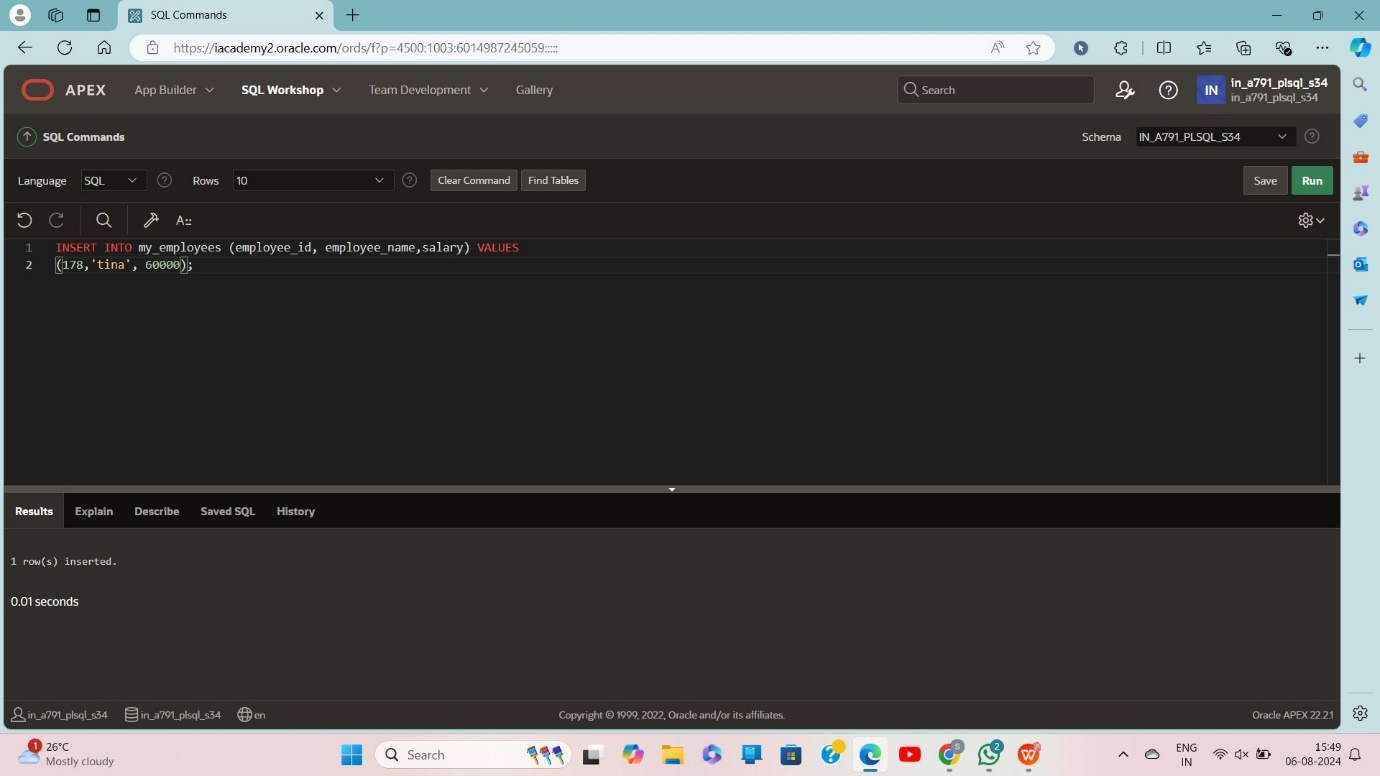 SQL Commands
https://iacademy2.oracle.com/ords/f?p=4500:1003:6014987245059:::::
APEX App Builder SQL Workshop Team Development Gallery Search IN in_a791_plsql_s34
in_a791_plsql_s34
SQL Commands Schema IN_A791_PLSQL_S34
Language SQL Rows 10 Clear Command Find Tables Save Run
A::
1 INSERT INTO my_employees (employee_id, employee_name,salary) VALUES
2 (178,'tina', 60000);
Results Explain Describe Saved SQL History
1 row(s) inserted.
0.01 seconds
in_a791_plsql_s34 in_a791_plsql_s34 en Copyright © 1999, 2022, Oracle and/or its affiliates. Oracle APEX 22.2.1
1 26°C
Mostly cloudy
Search
2
ENG
IN
15:49
06-08-2024